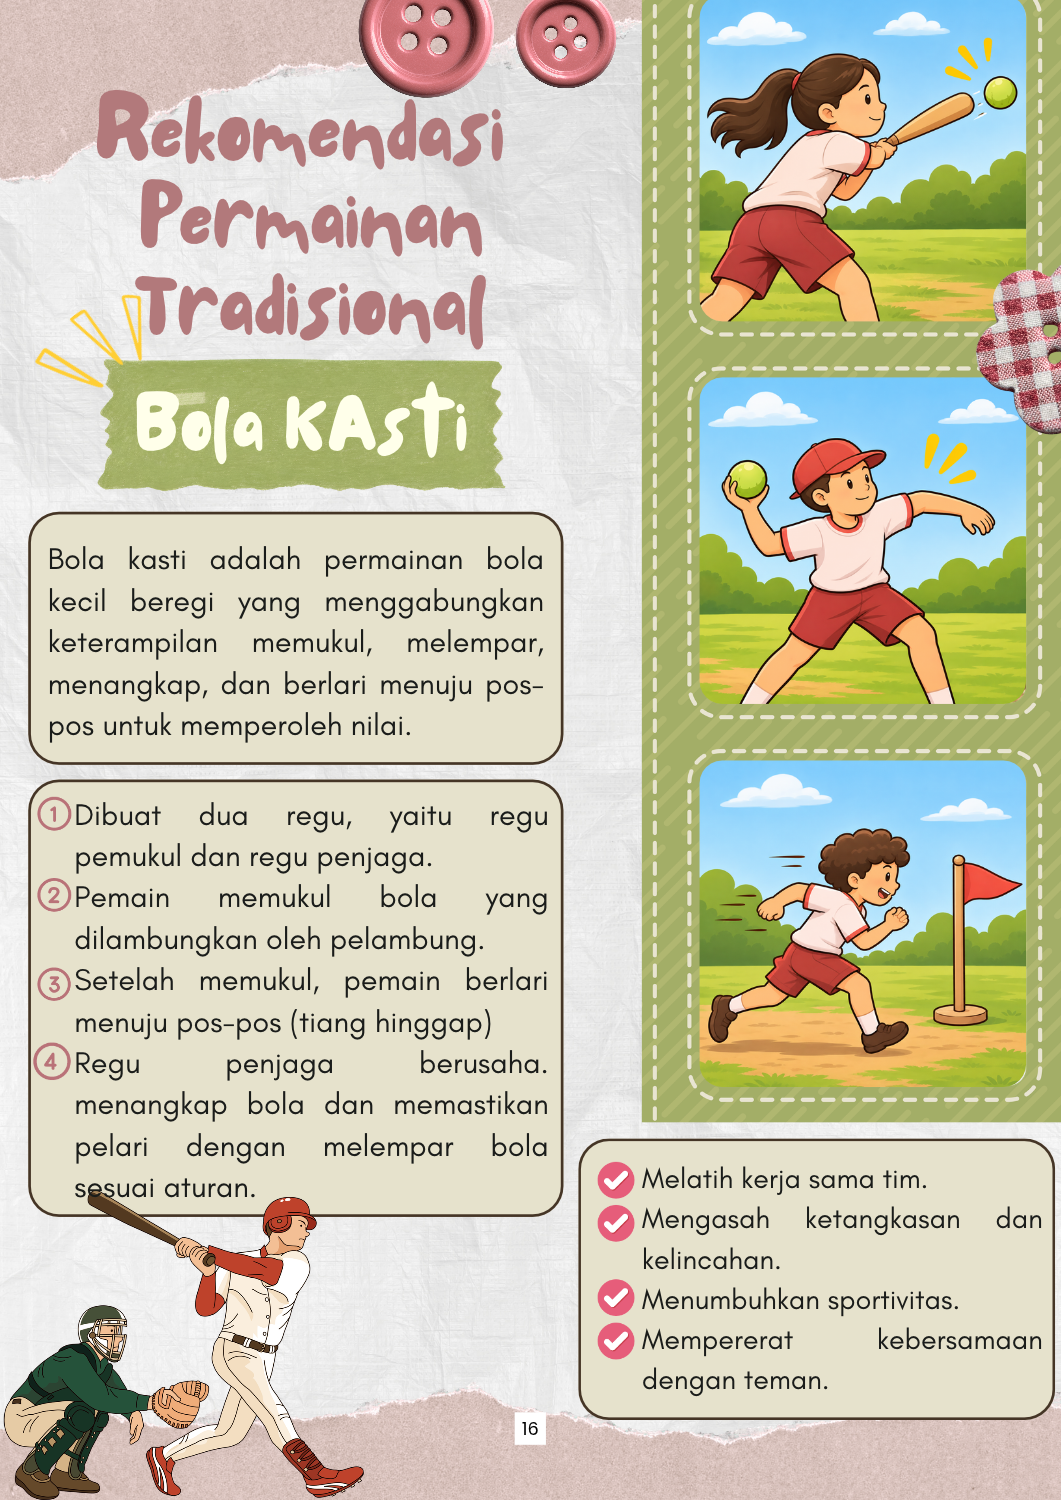 Rekomendasi
Permainan
Tradisional
Bola KAsTi
Bola kasti adalah permainan bola
kecil beregi yang menggabungkan
keterampilan memukul, melempar,
menangkap, dan berlari menuju pos-
pos untuk memperoleh nilai.
1 Dibuat dua regu, yaitu regu
pemukul dan regu penjaga.
2 Pemain memukul bola yang
dilambungkan oleh pelambung.
3 Setelah memukul, pemain berlari
menuju pos-pos (tiang hinggap)
4 Regu penjaga berusaha.
menangkap bola dan memastikan
pelari dengan melempar bola
sesuai aturan.
Melatih kerja sama tim.
Mengasah ketangkasan dan
kelincahan.
Menumbuhkan sportivitas.
Mempererat kebersamaan
dengan teman.
16